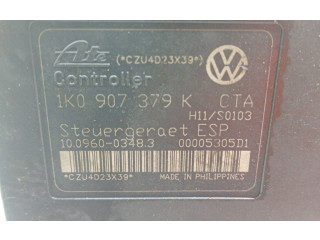 Ate (*CZU4D23X39*)
Controller
1K0 907 379 K CTA
H11/S0103
Steuergeraet ESP
10.0960-0348.3 00005305D1
*CZU4D23X39* MADE IN PHILIPPINES